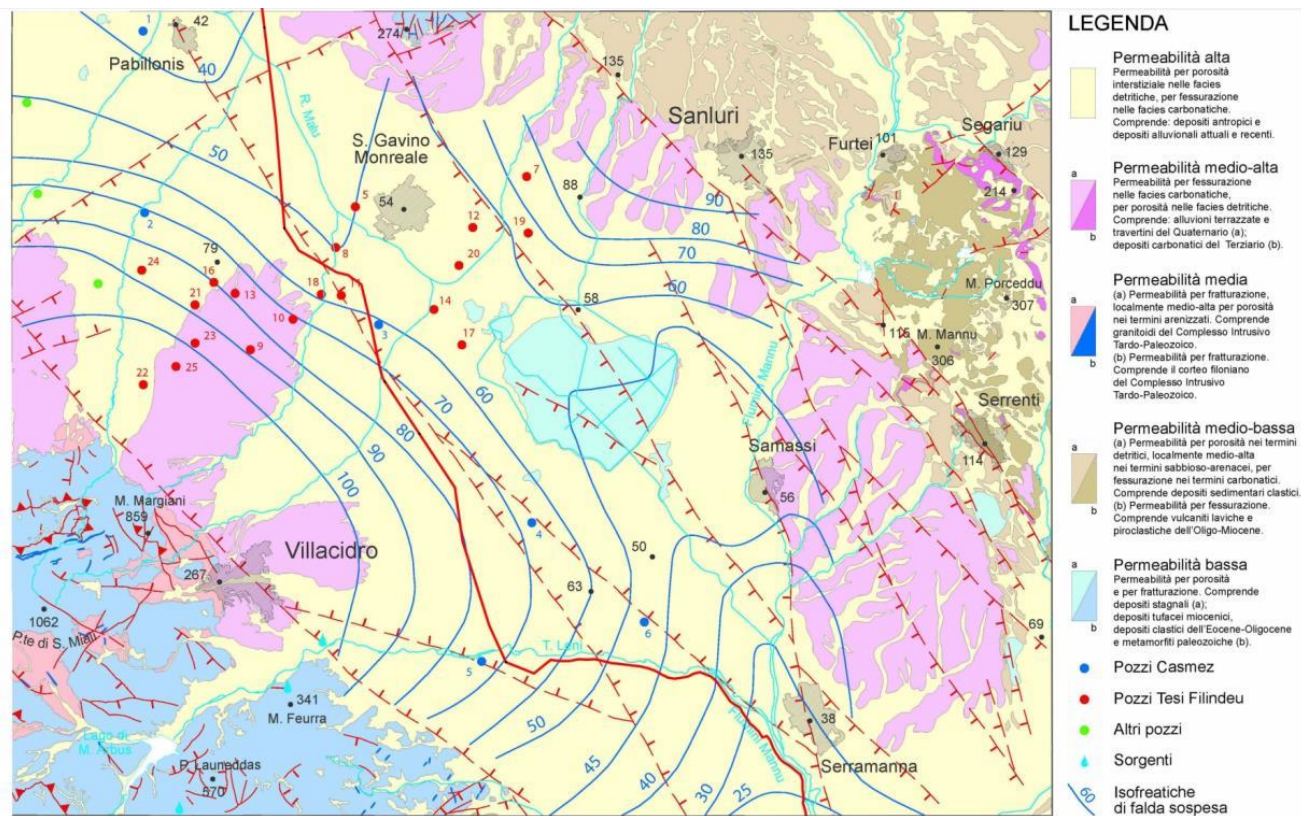 1
42
274
Pabillonis
40
135
R. Malu
Sanluri
Segariu
50
S. Gavino
Monreale
Furtei
101
129
135
7
88
214
5
54
90
2
12
19
80
79
8
70
24
16
20
18
11
60
M. Porceddu
21
13
58
307
14
10
3
115
M. Mannu
23
17
306
9
60
25
22
70
Flumini Mannu
Serrenti
80
90
Samassi
114
100
56
M. Margiani
859
4
Villacidro
50
267
63
1062
P.te di S. Miali
6
69
T. Leni
5
341
M. Feurra
38
Lago di
M. Arbus
50
Flumini Mannu
Serramanna
P. Launeddas
45
570
40
30
25
LEGENDA
Permeabilità alta
Permeabilità per porosità
interstiziale nelle facies
detritiche, per fessurazione
nelle facies carbonatiche.
Comprende: depositi antropici e
depositi alluvionali attuali e recenti.
Permeabilità medio-alta
a
Permeabilità per fessurazione
nelle facies carbonatiche,
per porosità nelle facies detritiche.
Comprende: alluvioni terrazzate e
travertini del Quaternario (a);
depositi carbonatici del Terziario (b).
b
Permeabilità media
a
(a) Permeabilità per fratturazione,
localmente medio-alta per porosità
nei termini arenizzati. Comprende
granitoidi del Complesso Intrusivo
Tardo-Paleozoico.
(b) Permeabilità per fratturazione.
Comprende il corteo filoniano
del Complesso Intrusivo
Tardo-Paleozoico.
b
Permeabilità medio-bassa
a
(a) Permeabilità per porosità nei termini
detritici, localmente medio-alta
nei termini sabbioso-arenacei, per
fessurazione nei termini carbonatici.
Comprende depositi sedimentari clastici.
(b) Permeabilità per fessurazione.
Comprende vulcaniti laviche e
piroclastiche dell'Oligo-Miocene.
b
Permeabilità bassa
a
Permeabilità per porosità
e per fratturazione. Comprende
depositi stagnali (a);
depositi tufacei miocenici,
depositi clastici dell'Eocene-Oligocene
e metamorfiti paleozoiche (b).
b
Pozzi Casmez
Pozzi Tesi Filindeu
Altri pozzi
Sorgenti
60
Isofreatiche
di falda sospesa